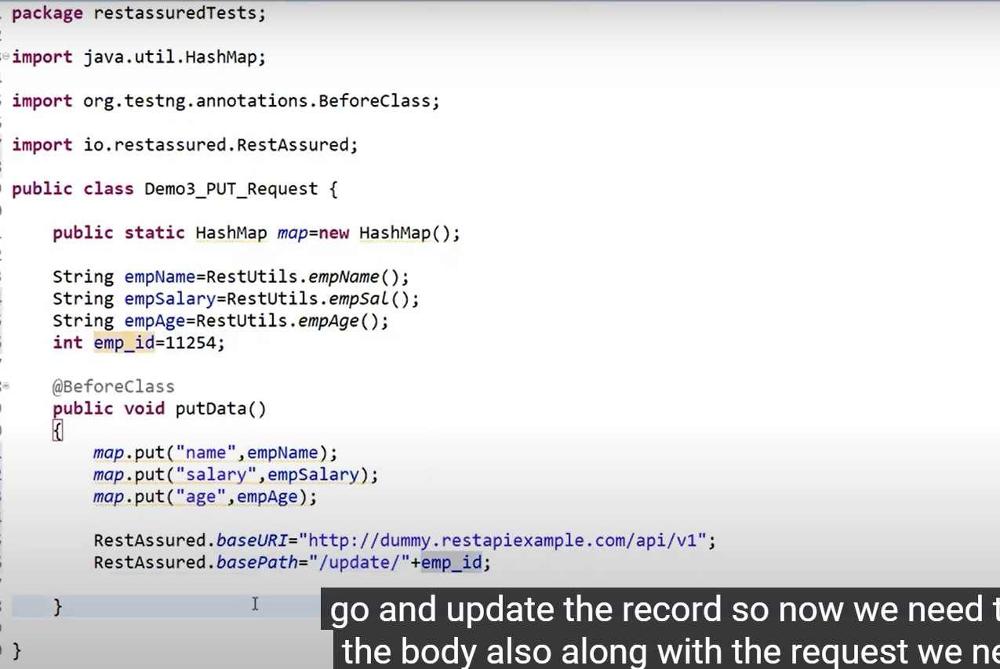 package restassuredTests;
import java.util.HashMap;
import org.testng.annotations.BeforeClass;
import io.restassured.RestAssured;
public class Demo3_PUT_Request {
public static HashMap map=new HashMap();
String empName=RestUtils.empName();
String empSalary=RestUtils.empSal();
String empAge=RestUtils.empAge();
int emp_id=11254;
@BeforeClass
public void putData()
{
map.put("name",empName);
map.put("salary",empSalary);
map.put("age",empAge);
RestAssured.baseURI="http://dummy.restapiexample.com/api/v1";
RestAssured.basePath="/update/"+emp_id;
}
}
go and update the record so now we need
the body also along with the request we